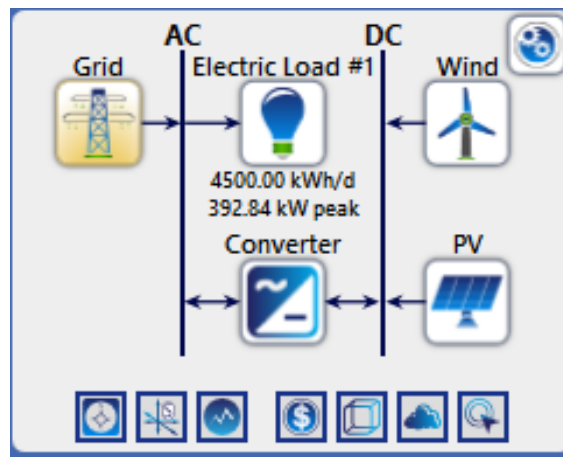 AC DC
Grid Electric Load #1 Wind
4500.00 kWh/d
392.84 kW peak
Converter PV